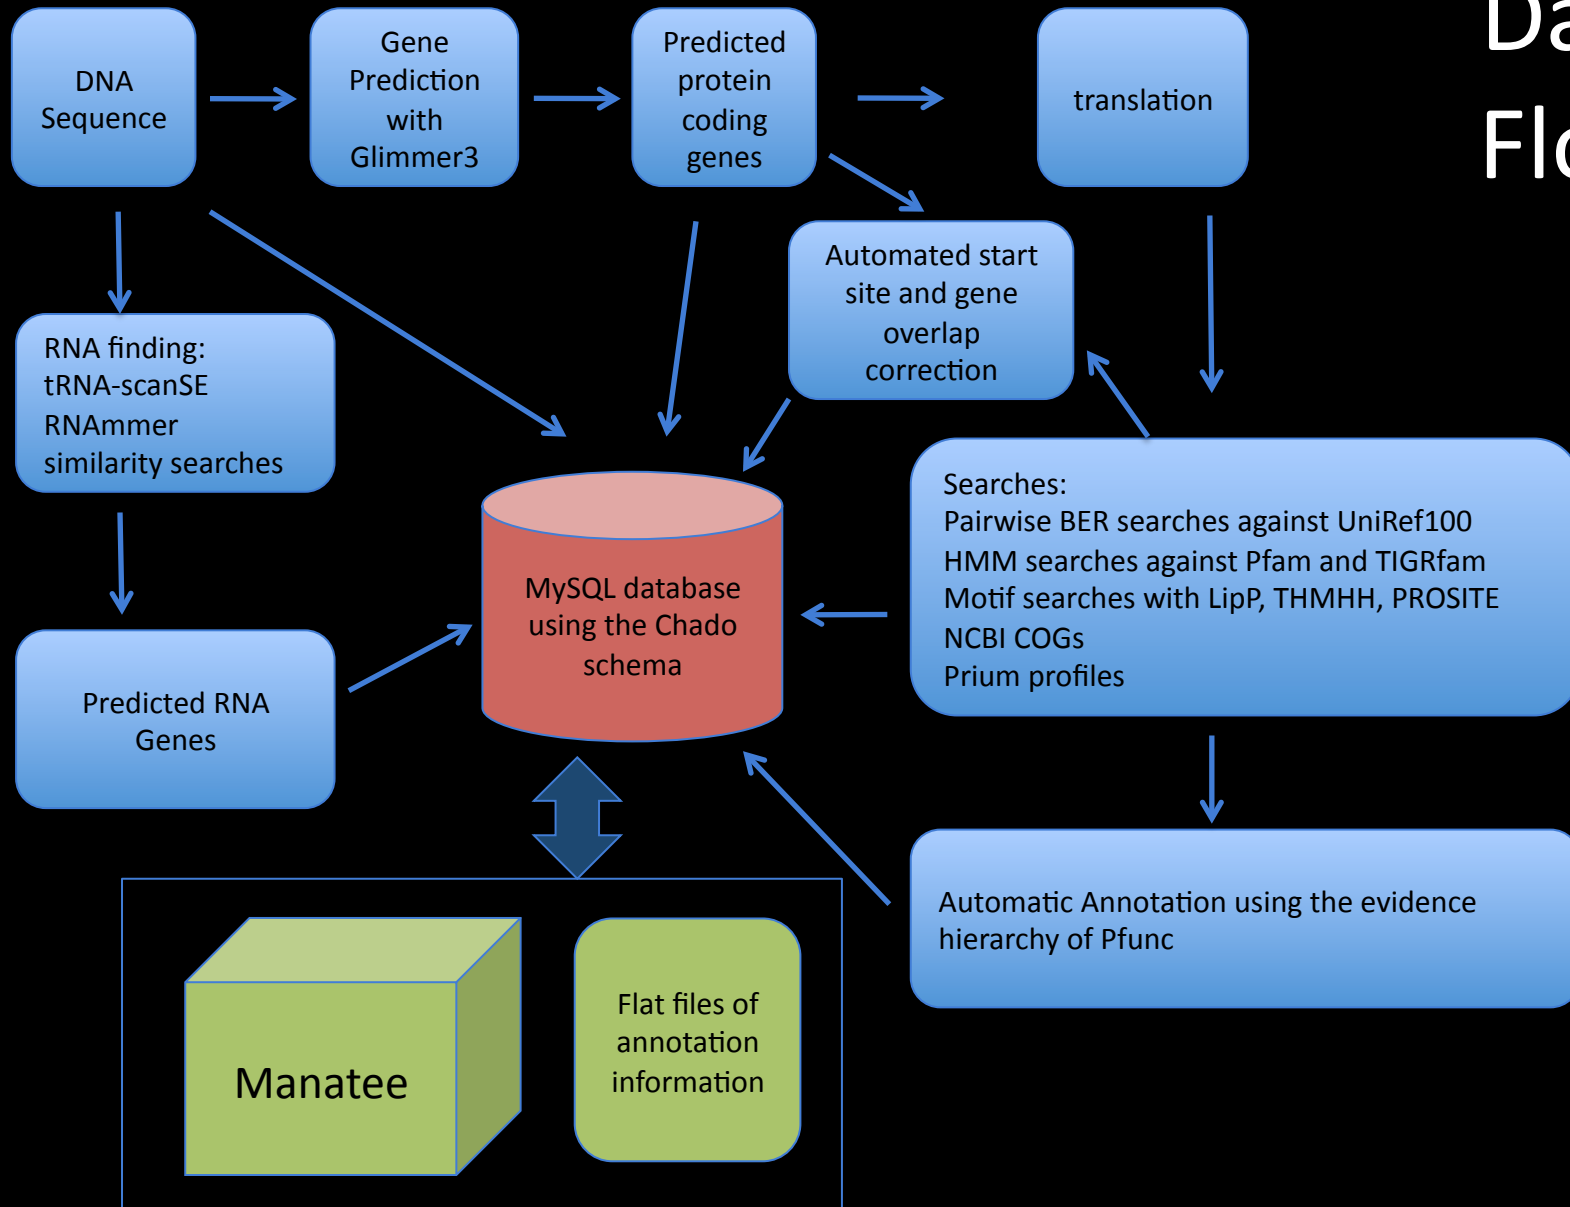 Da
Flo
DNA
Sequence
Gene
Prediction
with
Glimmer3
Predicted
protein
coding
genes
translation
Automated start
site and gene
overlap
correction
RNA finding:
tRNA-scanSE
RNAmmer
similarity searches
Searches:
Pairwise BER searches against UniRef100
HMM searches against Pfam and TIGRfam
Motif searches with LipP, THMHH, PROSITE
NCBI COGs
Prium profiles
MySQL database
using the Chado
schema
Predicted RNA
Genes
Automatic Annotation using the evidence
hierarchy of Pfunc
Manatee
Flat files of
annotation
information